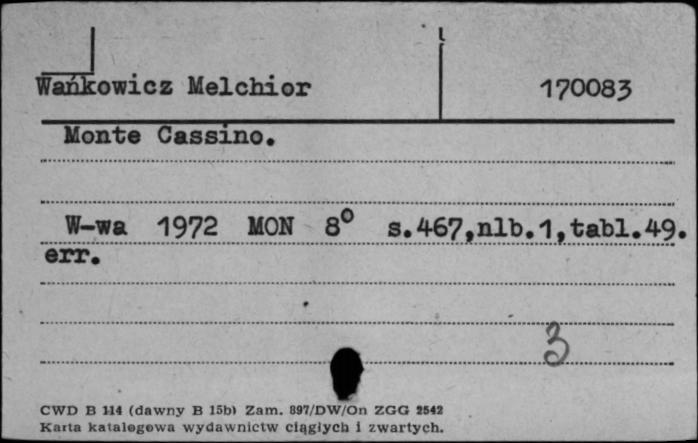 Wańkowicz Melchior
170083
Monte Cassino.
W-wa 1972 MON 8° s.467,nlb.1,tabl.49.
err.
3
CWD B 114 (dawny B 15b) Zam. 897/DW/On ZGG 2542
Karta katalogowa wydawnictw ciągłych i zwartych.